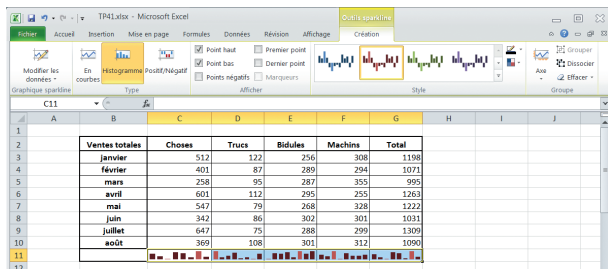 TP41.xlsx - Microsoft Excel
Outils sparkline
Fichier Accueil Insertion Mise en page Formules Données Révision Affichage Création
Modifier les données
En courbes
Histogramme
Positif/Négatif
Point haut
Premier point
Point bas
Dernier point
Points négatifs
Marqueurs
Axe
Grouper
Dissocier
Effacer
Graphique sparkline Type Afficher Style Groupe
C11 fx
A B C D E F G H I J
1
2 Ventes totales Choses Trucs Bidules Machins Total
3 janvier 512 122 256 308 1198
4 février 401 87 289 294 1071
5 mars 258 95 287 355 995
6 avril 601 112 295 255 1263
7 mai 547 79 268 328 1222
8 juin 342 86 302 301 1031
9 juillet 647 75 288 299 1309
10 août 369 108 301 312 1090
11
12